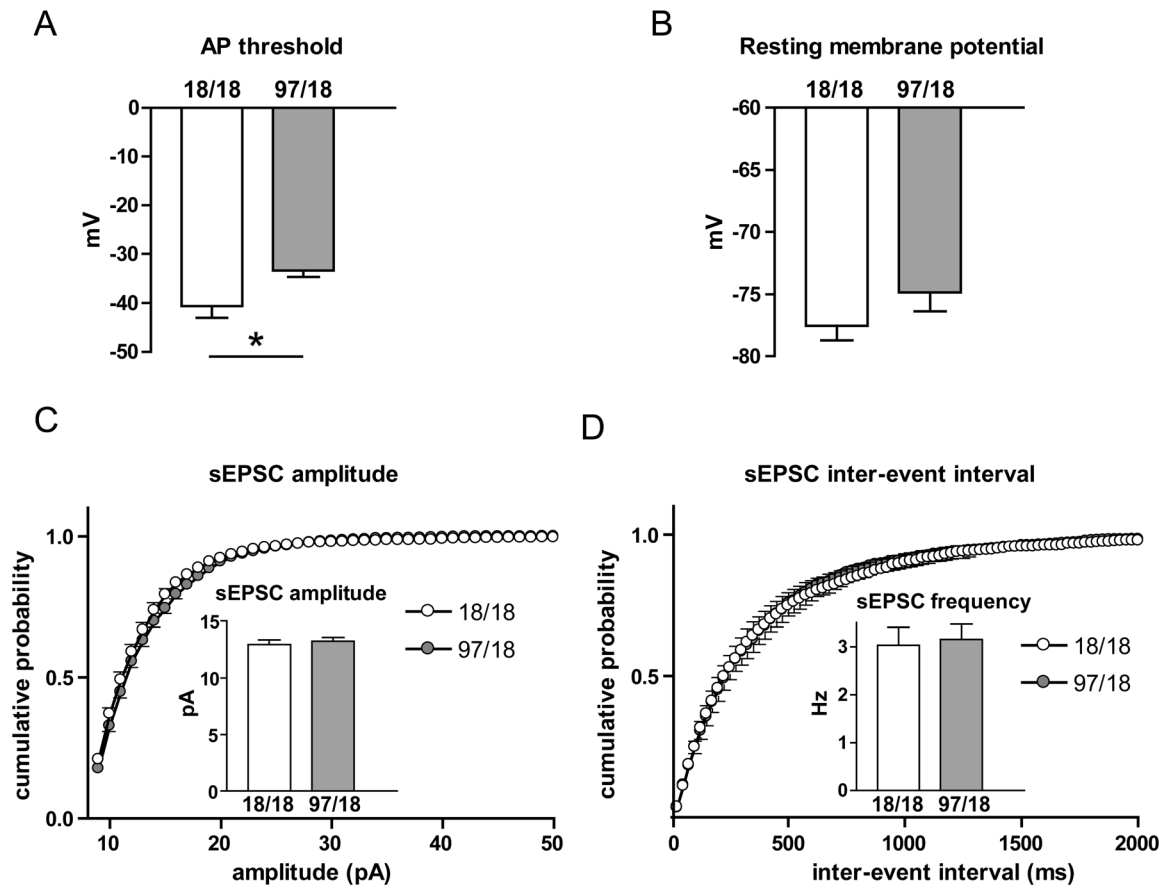 A
AP threshold
18/18 97/18
0
-10
-20
-30
-40
-50
mV
*
B
Resting membrane potential
18/18 97/18
-60
-65
-70
-75
-80
mV
C
sEPSC amplitude
1.0
0.5
0.0
cumulative probability
10 20 30 40 50
amplitude (pA)
sEPSC amplitude
15
10
5
0
pA
18/18 97/18
18/18
97/18
D
sEPSC inter-event interval
1.0
0.5
cumulative probability
0 500 1000 1500 2000
inter-event interval (ms)
sEPSC frequency
3
2
1
0
Hz
18/18 97/18
18/18
97/18